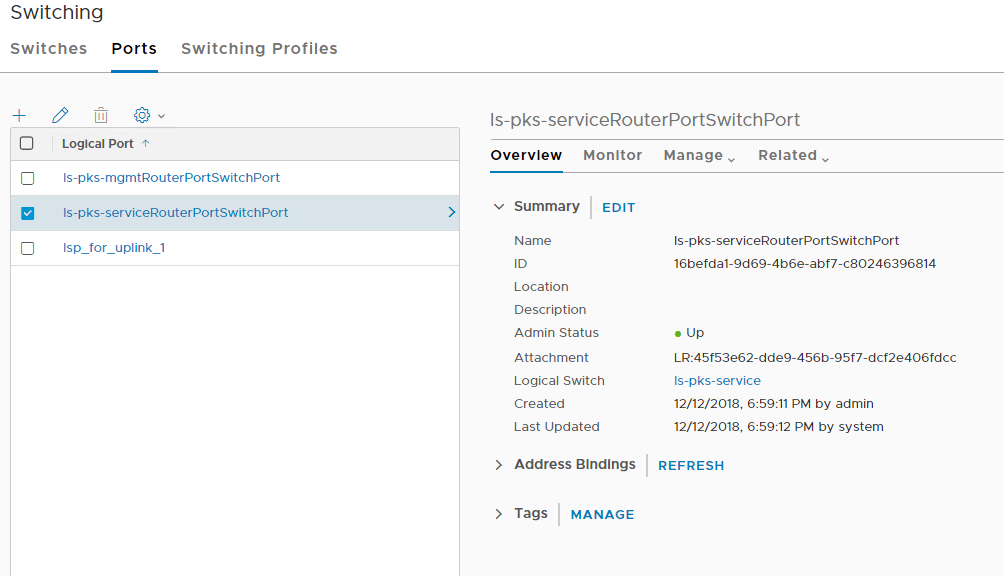 Switching
Switches Ports Switching Profiles
Logical Port
ls-pks-mgmtRouterPortSwitchPort
ls-pks-serviceRouterPortSwitchPort
lsp_for_uplink_1
ls-pks-serviceRouterPortSwitchPort
Overview Monitor Manage Related
Summary EDIT
Name ls-pks-serviceRouterPortSwitchPort
ID 16befda1-9d69-4b6e-abf7-c80246396814
Location
Description
Admin Status Up
Attachment LR:45f53e62-dde9-456b-95f7-dcf2e406fdcc
Logical Switch ls-pks-service
Created 12/12/2018, 6:59:11 PM by admin
Last Updated 12/12/2018, 6:59:12 PM by system
Address Bindings REFRESH
Tags MANAGE